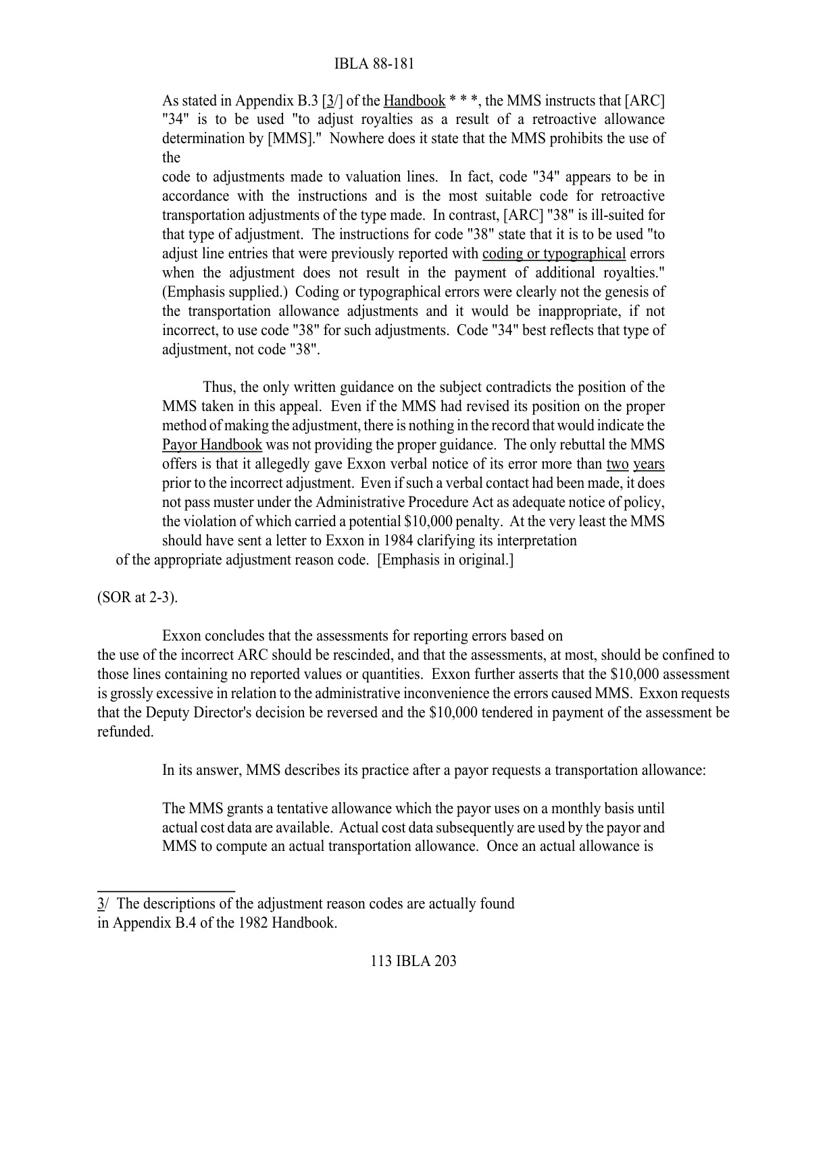 IBLA 88-181
As stated in Appendix B.3 [3/] of the Handbook * * *, the MMS instructs that [ARC]
"34" is to be used "to adjust royalties as a result of a retroactive allowance
determination by [MMS]."  Nowhere does it state that the MMS prohibits the use of
the
code to adjustments made to valuation lines.  In fact, code "34" appears to be in
accordance with the instructions and is the most suitable code for retroactive
transportation adjustments of the type made.  In contrast, [ARC] "38" is ill-suited for
that type of adjustment.  The instructions for code "38" state that it is to be used "to
adjust line entries that were previously reported with coding or typographical errors
when the adjustment does not result in the payment of additional royalties."
(Emphasis supplied.)  Coding or typographical errors were clearly not the genesis of
the transportation allowance adjustments and it would be inappropriate, if not
incorrect, to use code "38" for such adjustments.  Code "34" best reflects that type of
adjustment, not code "38".
Thus, the only written guidance on the subject contradicts the position of the
MMS taken in this appeal.  Even if the MMS had revised its position on the proper
method of making the adjustment, there is nothing in the record that would indicate the
Payor Handbook was not providing the proper guidance.  The only rebuttal the MMS
offers is that it allegedly gave Exxon verbal notice of its error more than two years
prior to the incorrect adjustment.  Even if such a verbal contact had been made, it does
not pass muster under the Administrative Procedure Act as adequate notice of policy,
the violation of which carried a potential $10,000 penalty.  At the very least the MMS
should have sent a letter to Exxon in 1984 clarifying its interpretation
of the appropriate adjustment reason code.  [Emphasis in original.]
(SOR at 2-3).
Exxon concludes that the assessments for reporting errors based on
the use of the incorrect ARC should be rescinded, and that the assessments, at most, should be confined to
those lines containing no reported values or quantities.  Exxon further asserts that the $10,000 assessment
is grossly excessive in relation to the administrative inconvenience the errors caused MMS.  Exxon requests
that the Deputy Director's decision be reversed and the $10,000 tendered in payment of the assessment be
refunded.
In its answer, MMS describes its practice after a payor requests a transportation allowance:
The MMS grants a tentative allowance which the payor uses on a monthly basis until
actual cost data are available.  Actual cost data subsequently are used by the payor and
MMS to compute an actual transportation allowance.  Once an actual allowance is
3/  The descriptions of the adjustment reason codes are actually found
in Appendix B.4 of the 1982 Handbook.
113 IBLA 203